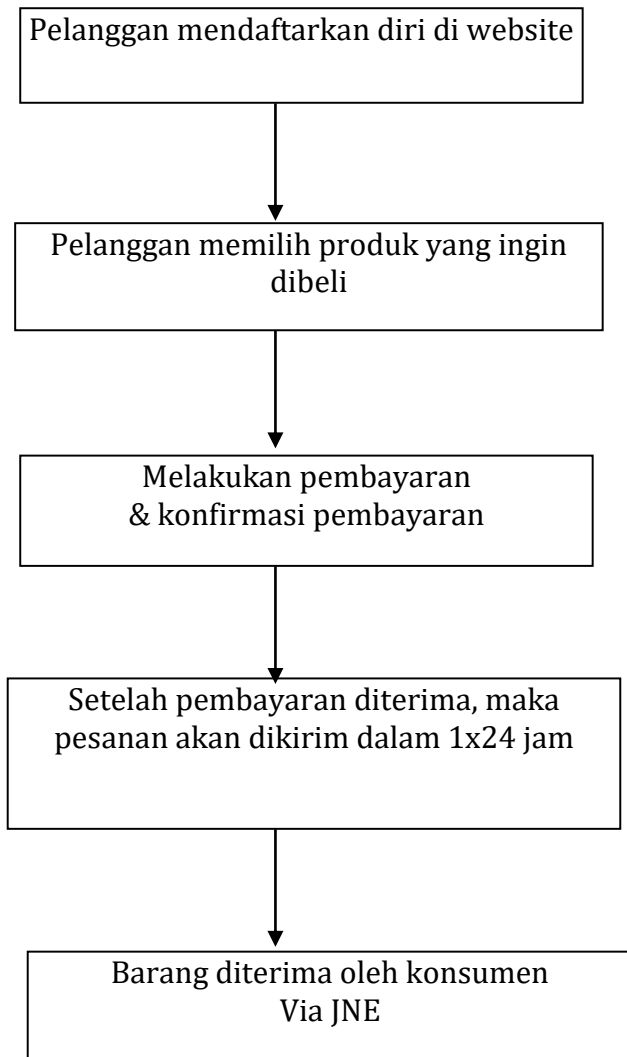 Pelanggan mendaftarkan diri di website
Pelanggan memilih produk yang ingin
dibeli
Melakukan pembayaran
& konfirmasi pembayaran
Setelah pembayaran diterima, maka
pesanan akan dikirim dalam 1x24 jam
Barang diterima oleh konsumen
Via JNE